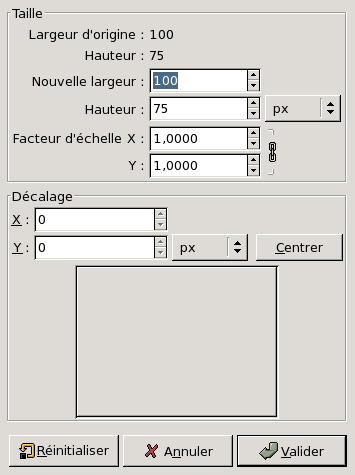 Taille
Largeur d'origine : 100
Hauteur : 75
Nouvelle largeur : 100
Hauteur : 75 px
Facteur d'échelle X : 1,0000
Y : 1,0000
Décalage
X : 0
Y : 0 px Centrer
Réinitialiser Annuler Valider